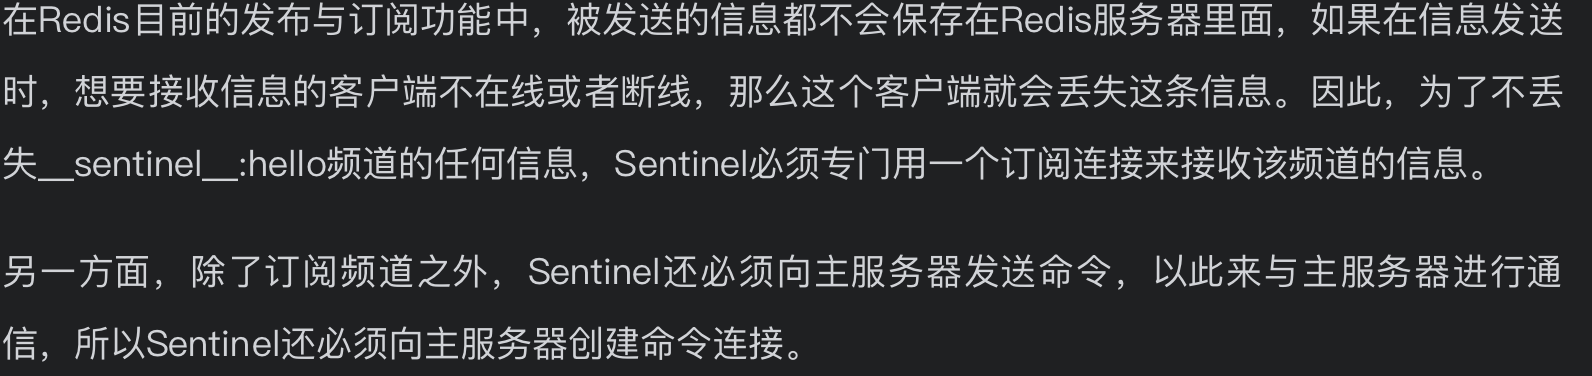 在Redis目前的发布与订阅功能中，被发送的信息都不会保存在Redis服务器里面，如果在信息发送
时，想要接收信息的客户端不在线或者断线，那么这个客户端就会丢失这条信息。因此，为了不丢
失__sentinel__:hello频道的任何信息，Sentinel必须专门用一个订阅连接来接收该频道的信息。
另一方面，除了订阅频道之外，Sentinel还必须向主服务器发送命令，以此来与主服务器进行通
信，所以Sentinel还必须向主服务器创建命令连接。